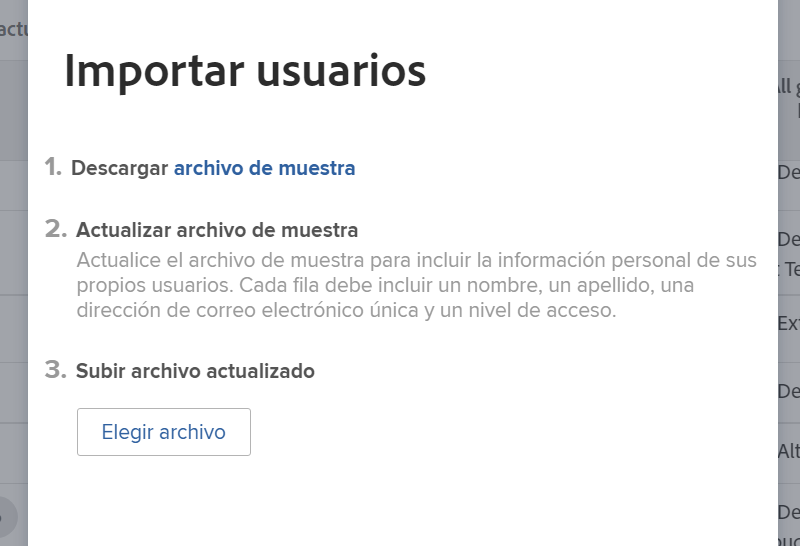 Importar usuarios
1. Descargar archivo de muestra
2. Actualizar archivo de muestra
Actualice el archivo de muestra para incluir la información personal de sus
propios usuarios. Cada fila debe incluir un nombre, un apellido, una
dirección de correo electrónico única y un nivel de acceso.
3. Subir archivo actualizado
Elegir archivo